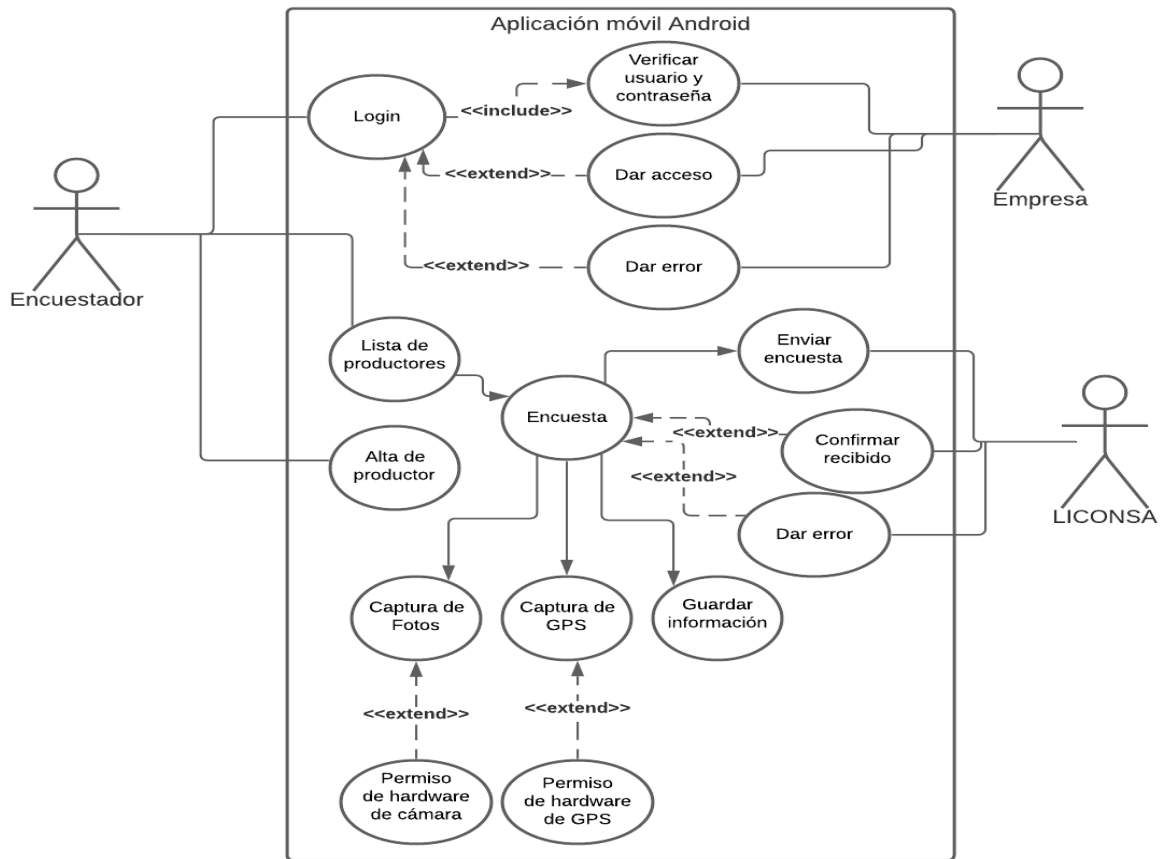 Aplicación móvil Android
Verificar
usuario y
contraseña
Login
<<include>>
<<extend>>
Dar acceso
Empresa
<<extend>>
Dar error
Encuestador
Lista de
productores
Enviar
encuesta
Encuesta
<<extend>>
Confirmar
recibido
Alta de
productor
<<extend>>
LICONSA
Dar error
Captura de
Fotos
Captura de
GPS
Guardar
información
<<extend>>
<<extend>>
Permiso
de hardware
de cámara
Permiso
de hardware
de GPS